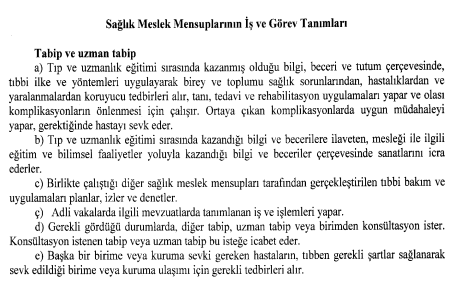 Sağlık Meslek Mensuplarının İş ve Görev Tanımları
Tabip ve uzman tabip
a) Tıp ve uzmanlık eğitimi sırasında kazanmış olduğu bilgi, beceri ve tutum çerçevesinde,
tıbbi ilke ve yöntemleri uygulayarak birey ve toplumu sağlık sorunlarından, hastalıklardan ve
yaralanmalardan koruyucu tedbirleri alır, tanı, tedavi ve rehabilitasyon uygulamaları yapar ve olası
komplikasyonların önlenmesi için çalışır. Ortaya çıkan komplikasyonlarda uygun müdahaleyi
yapar, gerektiğinde hastayı sevk eder.
b) Tıp ve uzmanlık eğitimi sırasında kazandığı bilgi ve becerilere ilaveten, mesleği ile ilgili
eğitim ve bilimsel faaliyetler yoluyla kazandığı bilgi ve beceriler çerçevesinde sanatlarını icra
ederler.
c) Birlikte çalıştığı diğer sağlık meslek mensupları tarafından gerçekleştirilen tıbbi bakım ve
uygulamaları planlar, izler ve denetler.
ç) Adli vakalarda ilgili mevzuatlarda tanımlanan iş ve işlemleri yapar.
d) Gerekli gördüğü durumlarda, diğer tabip, uzman tabip veya birimden konsültasyon ister.
Konsültasyon istenen tabip veya uzman tabip bu isteğe icabet eder.
e) Başka bir birime veya kuruma sevki gereken hastaların, tıbben gerekli şartlar sağlanarak
sevk edildiği birime veya kuruma ulaşımı için gerekli tedbirleri alır.